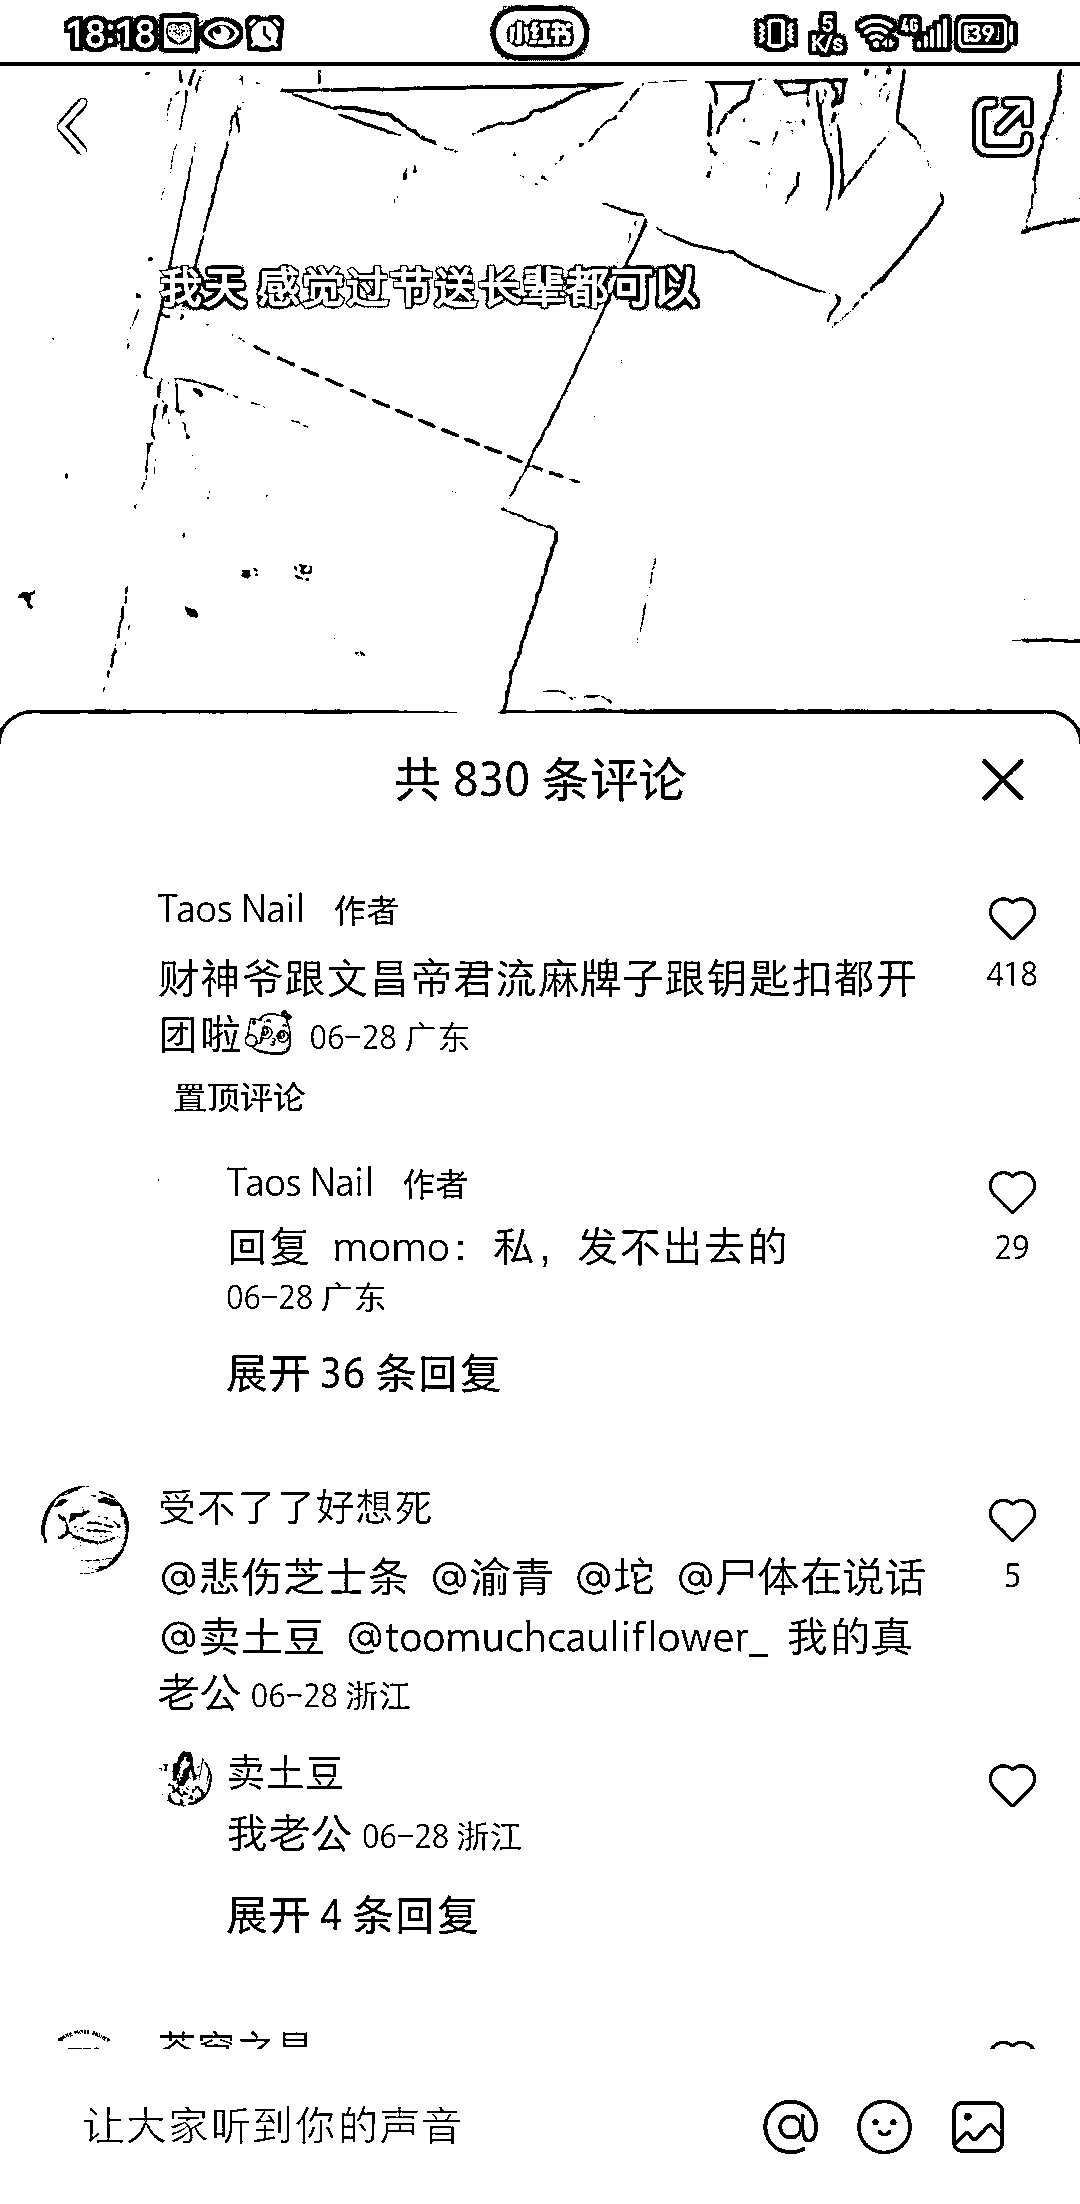 18:18 小红书 5 K/s 4G 39
我天 感觉过节送长辈都可以
共 830 条评论
Taos Nail 作者
财神爷跟文昌帝君流麻牌子跟钥匙扣都开
418
团啦 06-28 广东
置顶评论
Taos Nail 作者
回复 momo：私，发不出去的
29
06-28 广东
展开 36 条回复
受不了了好想死
@悲伤芝士条 @渝青 @坨 @尸体在说话
5
@卖土豆 @toomuchcauliflower_ 我的真
老公 06-28 浙江
卖土豆
我老公 06-28 浙江
展开 4 条回复
让大家听到你的声音